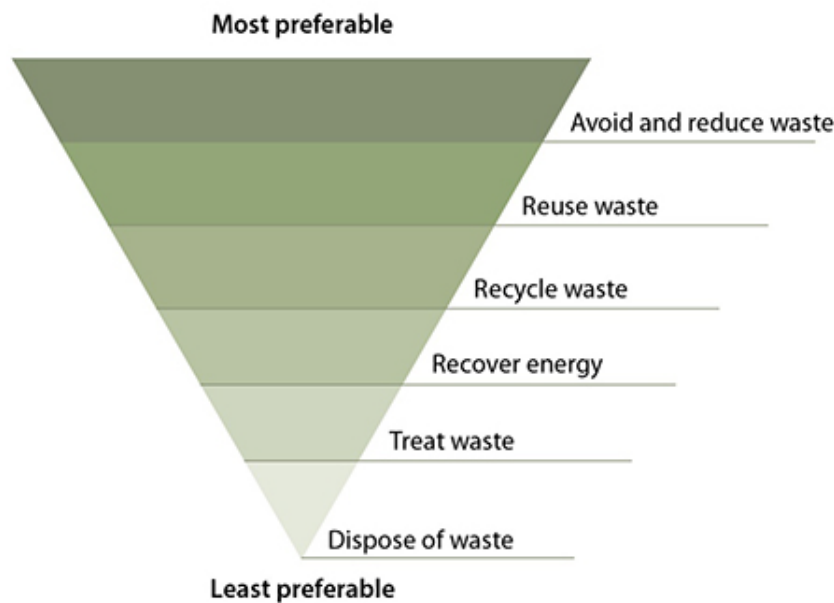 Most preferable
Avoid and reduce waste
Reuse waste
Recycle waste
Recover energy
Treat waste
Dispose of waste
Least preferable